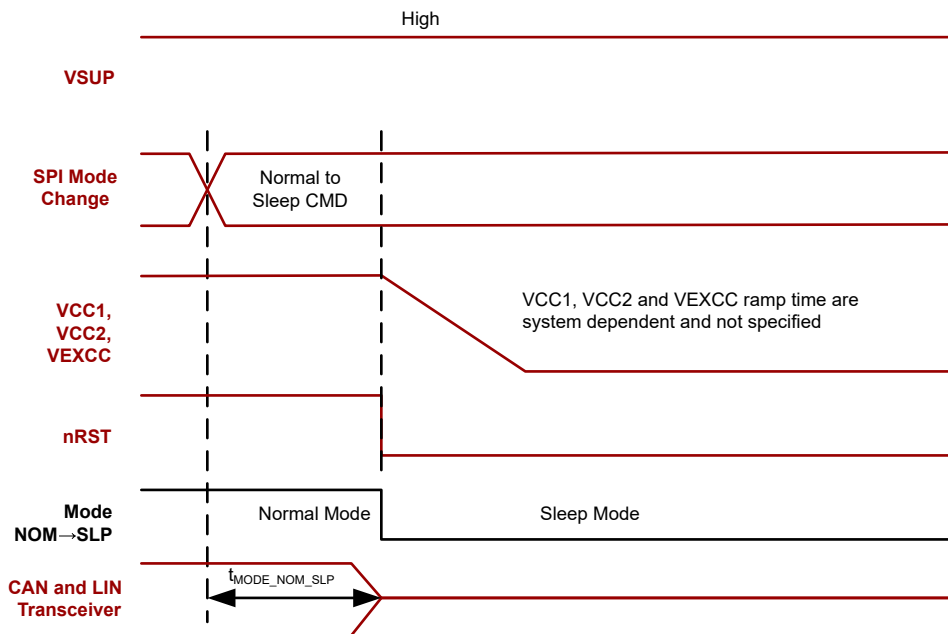 High
VSUP
SPI Mode
Change
Normal to
Sleep CMD
VCC1,
VCC2,
VEXCC
VCC1, VCC2 and VEXCC ramp time are
system dependent and not specified
nRST
Mode
NOM→SLP
Normal Mode
Sleep Mode
CAN and LIN
Transceiver
tMODE_NOM_SLP